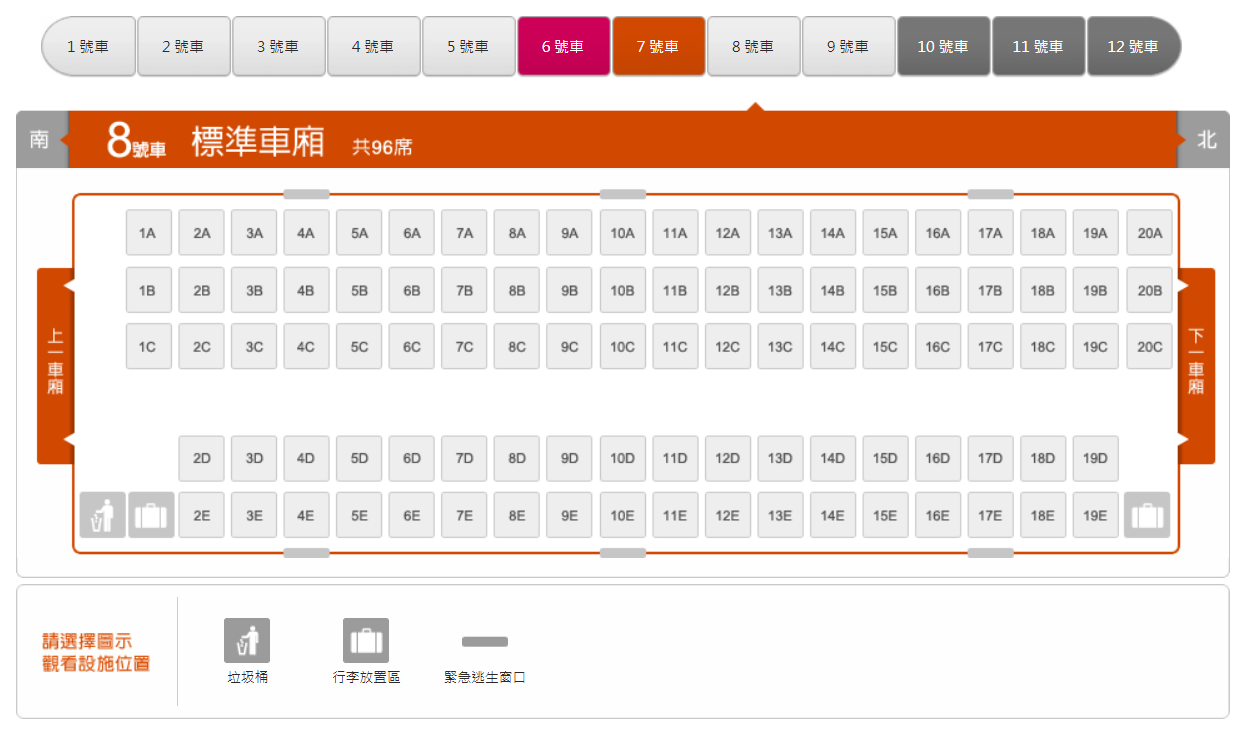 1 號車 2 號車 3 號車 4 號車 5 號車 6 號車 7 號車 8 號車 9 號車 10 號車 11 號車 12 號車
南 8號車 標準車廂 共96席 北
1A 2A 3A 4A 5A 6A 7A 8A 9A 10A 11A 12A 13A 14A 15A 16A 17A 18A 19A 20A
1B 2B 3B 4B 5B 6B 7B 8B 9B 10B 11B 12B 13B 14B 15B 16B 17B 18B 19B 20B
1C 2C 3C 4C 5C 6C 7C 8C 9C 10C 11C 12C 13C 14C 15C 16C 17C 18C 19C 20C
上一車廂
下一車廂
2D 3D 4D 5D 6D 7D 8D 9D 10D 11D 12D 13D 14D 15D 16D 17D 18D 19D
2E 3E 4E 5E 6E 7E 8E 9E 10E 11E 12E 13E 14E 15E 16E 17E 18E 19E
請選擇圖示
觀看設施位置
垃圾桶 行李放置區 緊急逃生窗口